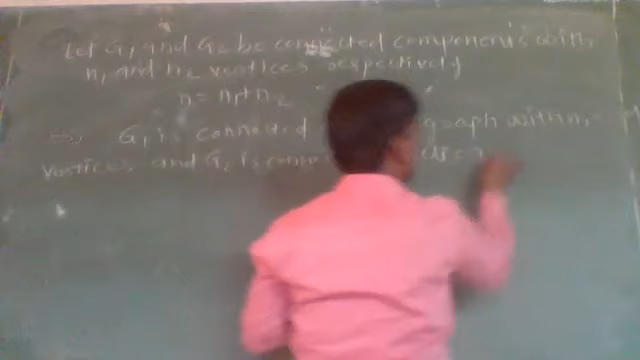 Let G1 and G2 be connected components with
n1 and n2 vertices respectively
n = n1+n2
G1 is connected graph with n1
vertices and G2 is conne